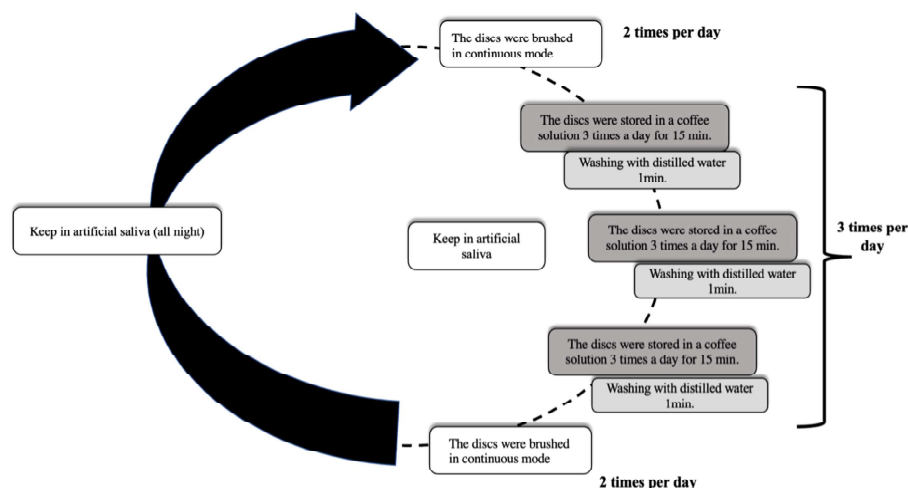 The discs were brushed
in continuous mode
2 times per day
The discs were stored in a coffee
solution 3 times a day for 15 min.
Washing with distilled water
1min.
Keep in artificial saliva (all night)
Keep in artificial
saliva
The discs were stored in a coffee
solution 3 times a day for 15 min.
Washing with distilled water
1min.
3 times per
day
The discs were stored in a coffee
solution 3 times a day for 15 min.
Washing with distilled water
1min.
The discs were brushed
in continuous mode
2 times per day